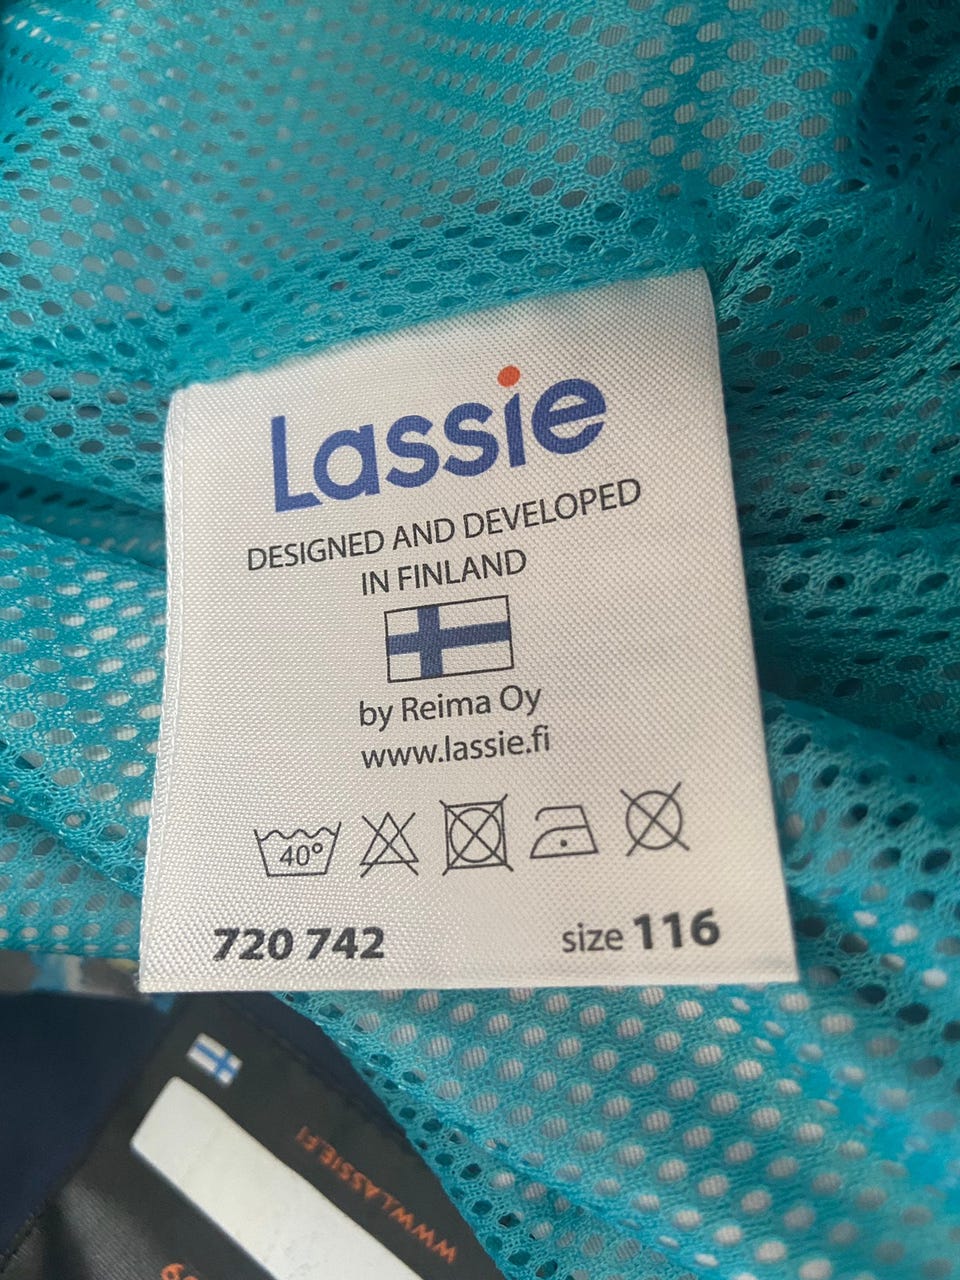 Lassie
DESIGNED AND DEVELOPED
IN FINLAND
by Reima Oy
www.lassie.fi
40°
720 742
size 116
WWW.LASSIE.FI